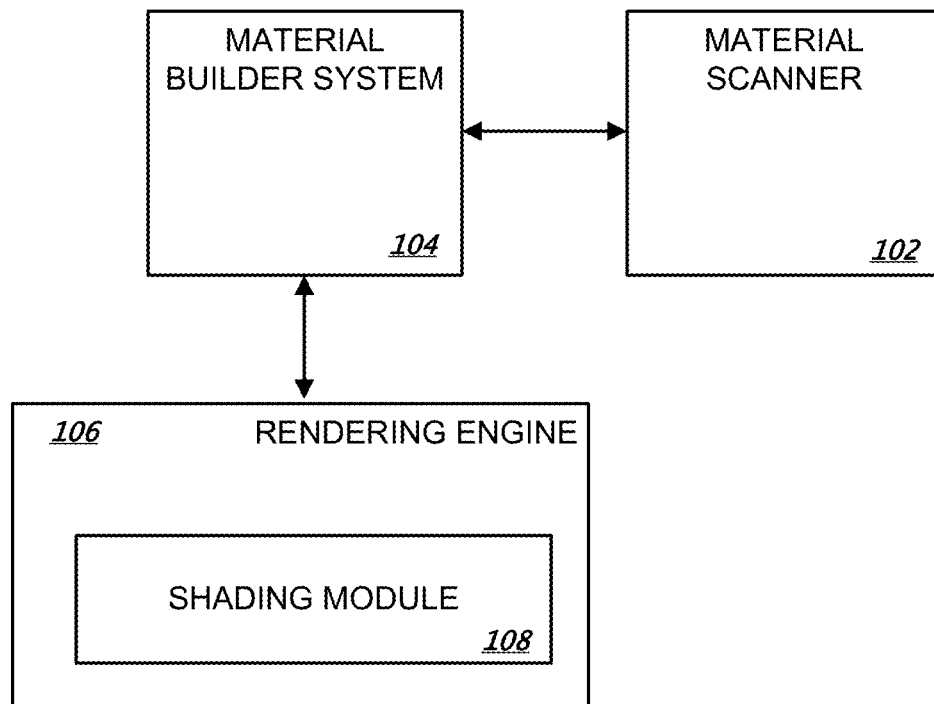 MATERIAL
BUILDER SYSTEM
104
MATERIAL
SCANNER
102
106
RENDERING ENGINE
SHADING MODULE
108